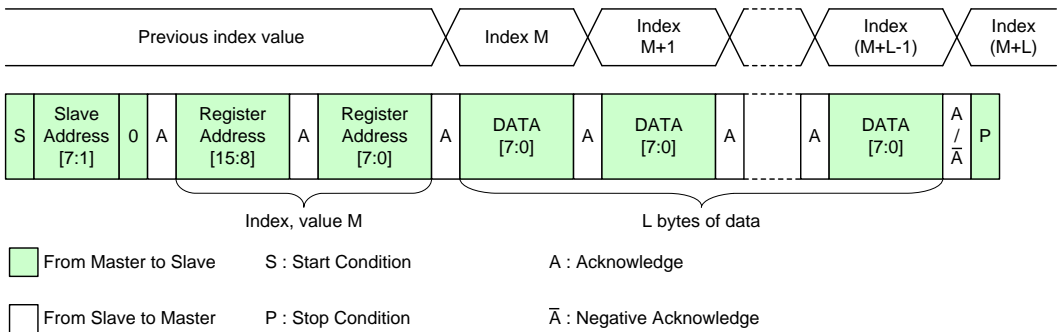 Previous index value
Index M
Index
M+1
Index
(M+L-1)
Index
(M+L)
S
Slave
Address
[7:1]
0
A
Register
Address
[15:8]
A
Register
Address
[7:0]
A
DATA
[7:0]
A
DATA
[7:0]
A
A
DATA
[7:0]
A
/
A̅
P
Index, value M
L bytes of data
From Master to Slave
S : Start Condition
A : Acknowledge
From Slave to Master
P : Stop Condition
A̅ : Negative Acknowledge